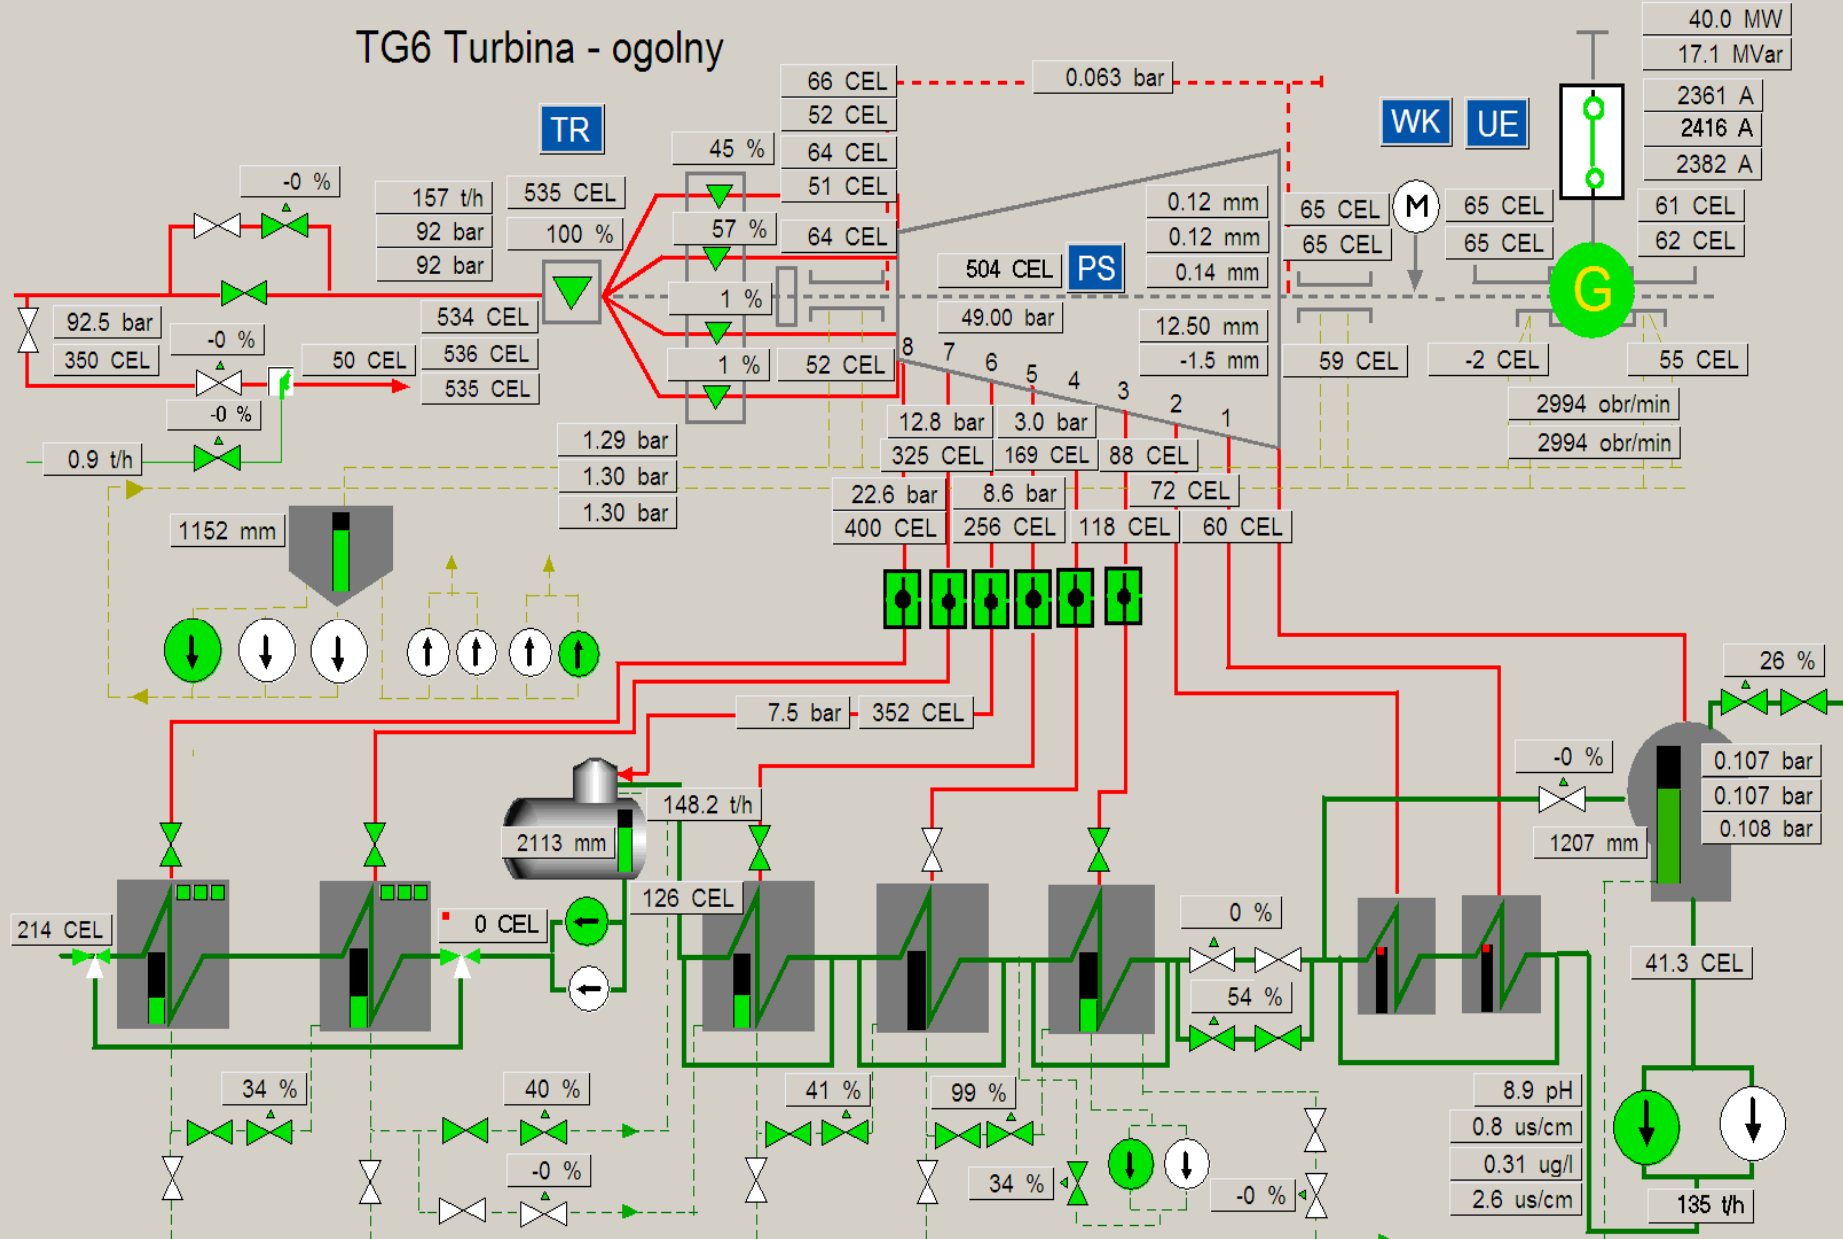 TG6 Turbina - ogolny
40.0 MW
17.1 MVar
2361 A
2416 A
2382 A
66 CEL
0.063 bar
52 CEL
TR
WK
UE
45 %
64 CEL
51 CEL
-0 %
157 t/h
535 CEL
92 bar
100 %
57 %
64 CEL
92 bar
0.12 mm
0.12 mm
0.14 mm
65 CEL
65 CEL
M
65 CEL
65 CEL
61 CEL
62 CEL
504 CEL
PS
G
1 %
49.00 bar
12.50 mm
-1.5 mm
92.5 bar
350 CEL
-0 %
50 CEL
534 CEL
536 CEL
535 CEL
1 %
52 CEL
59 CEL
-2 CEL
55 CEL
8
7
6
5
4
3
2
1
-0 %
0.9 t/h
2994 obr/min
2994 obr/min
1.29 bar
1.30 bar
1.30 bar
12.8 bar
3.0 bar
325 CEL
169 CEL
88 CEL
22.6 bar
8.6 bar
72 CEL
400 CEL
256 CEL
118 CEL
60 CEL
1152 mm
26 %
7.5 bar
352 CEL
-0 %
0.107 bar
0.107 bar
0.108 bar
1207 mm
148.2 t/h
2113 mm
126 CEL
214 CEL
0 CEL
0 %
54 %
41.3 CEL
34 %
40 %
41 %
99 %
-0 %
34 %
-0 %
8.9 pH
0.8 us/cm
0.31 ug/l
2.6 us/cm
135 t/h